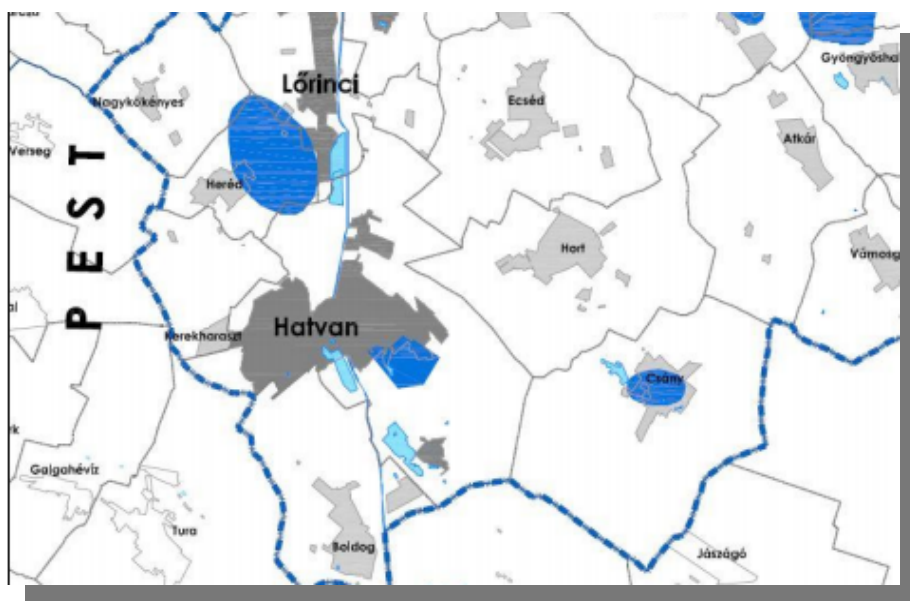 Gyöngyöshal
Lőrinci
Nagykökényes
Ecséd
Atkár
Verseg
Heréd
PEST
Hort
Vámosg
Hatvan
Kerekharaszt
Csány
Galgahévíz
Tura
Boldog
Jászágó